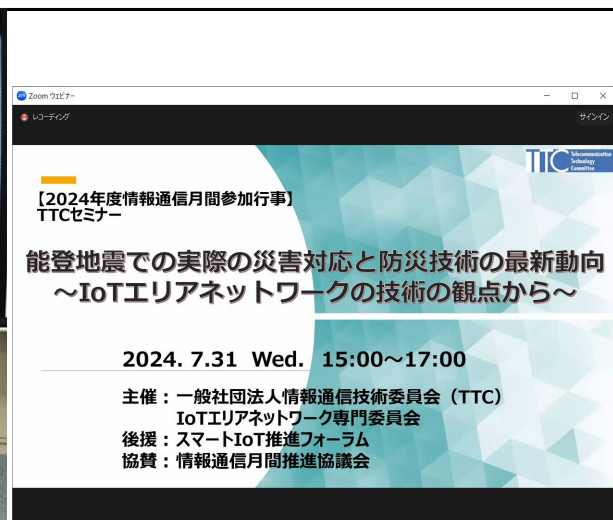 Zoom ウェビナー
レコーディング
サインイン
TTC Telecommunication
Technology
Committee
【2024年度情報通信月間参加行事】
TTCセミナー
能登地震での実際の災害対応と防災技術の最新動向
～IoTエリアネットワークの技術の観点から～
2024. 7.31 Wed. 15:00～17:00
主催：一般社団法人情報通信技術委員会（TTC）
IoTエリアネットワーク専門委員会
後援：スマートIoT推進フォーラム
協賛：情報通信月間推進協議会